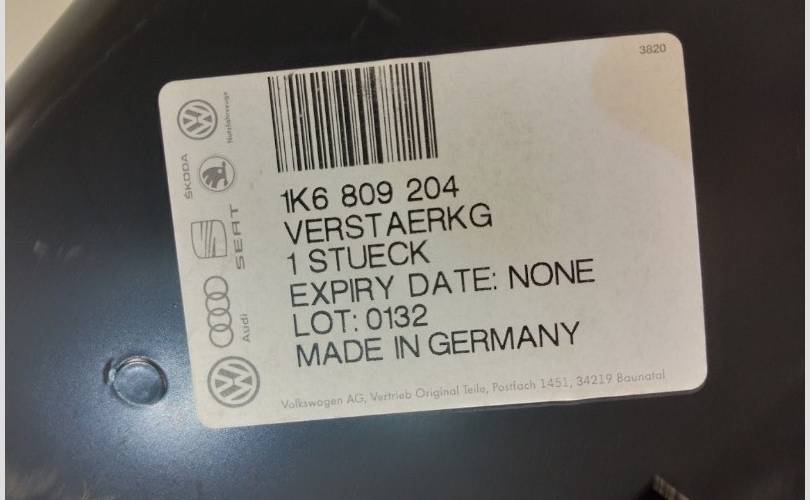 3820
Nutzfahrzeuge
ŠKODA
SEAT
Audi
1K6 809 204
VERSTAERKG
1 STUECK
EXPIRY DATE: NONE
LOT: 0132
MADE IN GERMANY
Volkswagen AG, Vertrieb Original Teile, Postfach 1451, 34219 Baunatal